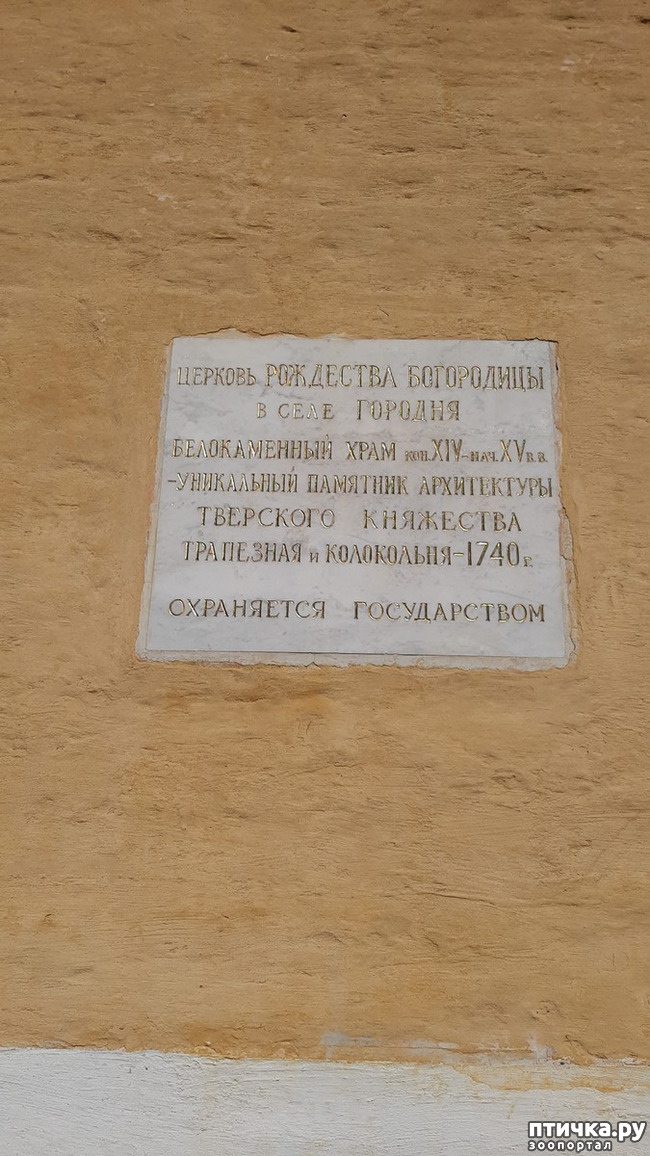 ЦЕРКОВЬ РОЖДЕСТВА БОГОРОДИЦЫ
В СЕЛЕ ГОРОДНЯ
БЕЛОКАМЕННЫЙ ХРАМ КОН.XIV-НАЧ.XV В.В.
-УНИКАЛЬНЫЙ ПАМЯТНИК АРХИТЕКТУРЫ
ТВЕРСКОГО КНЯЖЕСТВА
ТРАПЕЗНАЯ И КОЛОКОЛЬНЯ-1740 г.
ОХРАНЯЕТСЯ ГОСУДАРСТВОМ
птичка.ру
зоопортал